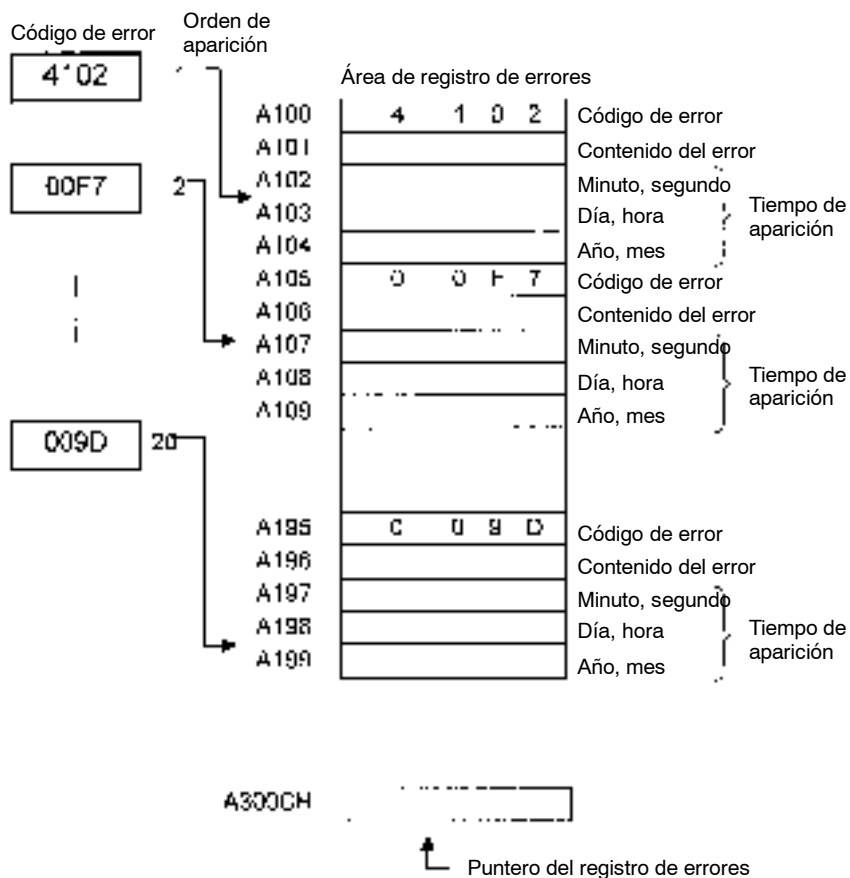 Código de error
Orden de
aparición
4102
Área de registro de errores
A100 4 1 0 2 Código de error
A101 Contenido del error
00F7 2 A102 Minuto, segundo
A103 Día, hora
Tiempo de
aparición
A104 Año, mes
A105 0 0 F 7 Código de error
A106 Contenido del error
A107 Minuto, segundo
A108 Día, hora
Tiempo de
aparición
A109 Año, mes
009D 20
A195 0 0 9 D Código de error
A196 Contenido del error
A197 Minuto, segundo
A198 Día, hora
Tiempo de
aparición
A199 Año, mes
A300CH
Puntero del registro de errores